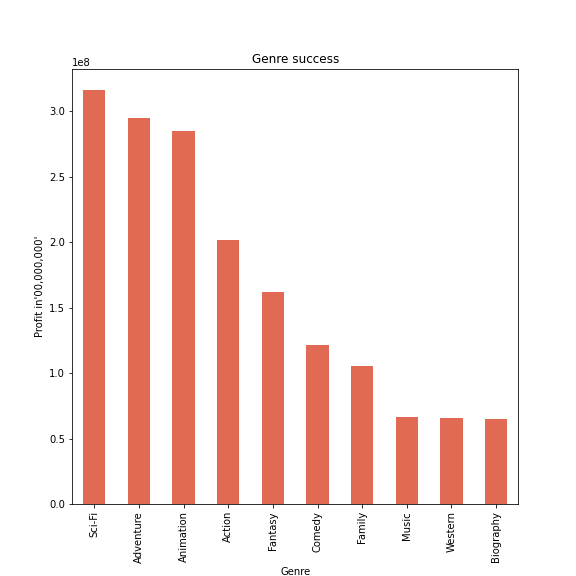 Genre success
1e8
3.0
2.5
2.0
1.5
1.0
0.5
0.0
Profit in'00,000,000'
Sci-Fi
Adventure
Animation
Action
Fantasy
Comedy
Family
Music
Western
Biography
Genre